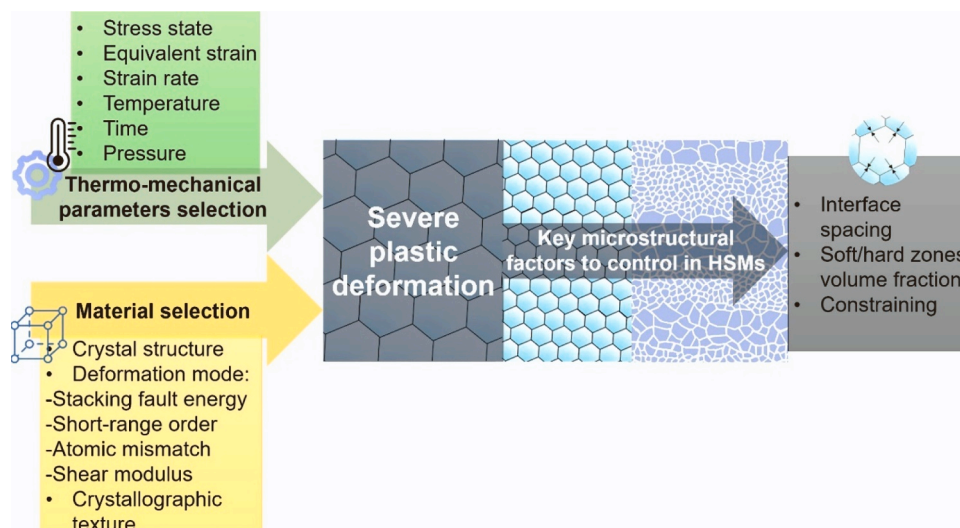 • Stress state
• Equivalent strain
• Strain rate
• Temperature
• Time
• Pressure
Thermo-mechanical
parameters selection
Material selection
• Crystal structure
• Deformation mode:
-Stacking fault energy
-Short-range order
-Atomic mismatch
-Shear modulus
• Crystallographic
texture
Severe
plastic
deformation
Key microstructural
factors to control in HSMs
• Interface
spacing
• Soft/hard zones
volume fraction
• Constraining